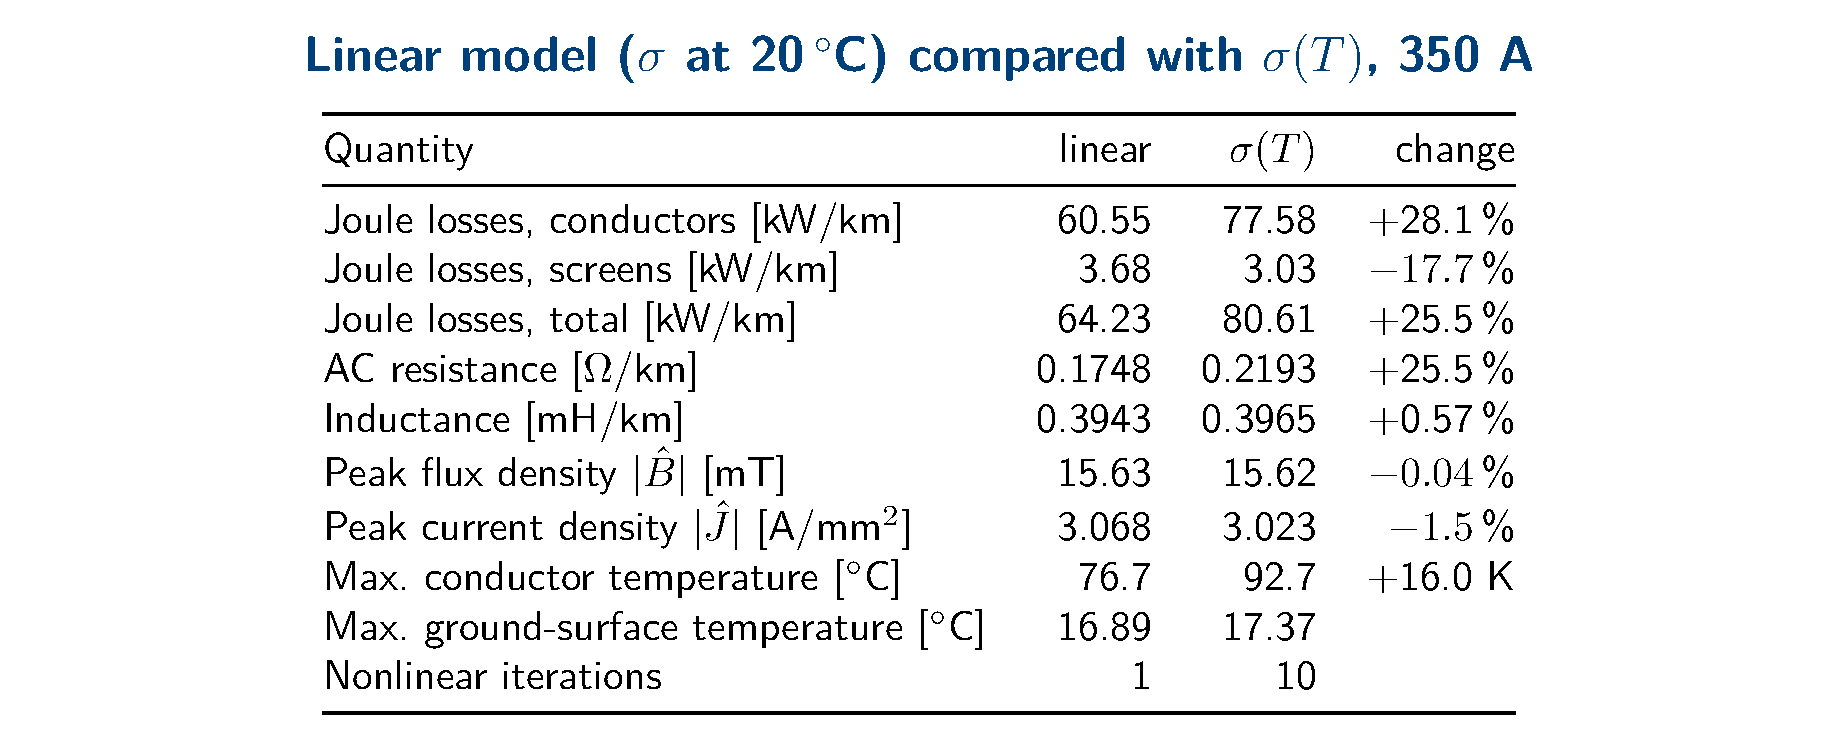 Linear model (σ at 20 °C) compared with σ(T), 350 A
Quantity linear σ(T) change
Joule losses, conductors [kW/km] 60.55 77.58 +28.1 %
Joule losses, screens [kW/km] 3.68 3.03 −17.7 %
Joule losses, total [kW/km] 64.23 80.61 +25.5 %
AC resistance [Ω/km] 0.1748 0.2193 +25.5 %
Inductance [mH/km] 0.3943 0.3965 +0.57 %
Peak flux density |B̂| [mT] 15.63 15.62 −0.04 %
Peak current density |Ĵ| [A/mm²] 3.068 3.023 −1.5 %
Max. conductor temperature [°C] 76.7 92.7 +16.0 K
Max. ground-surface temperature [°C] 16.89 17.37
Nonlinear iterations 1 10